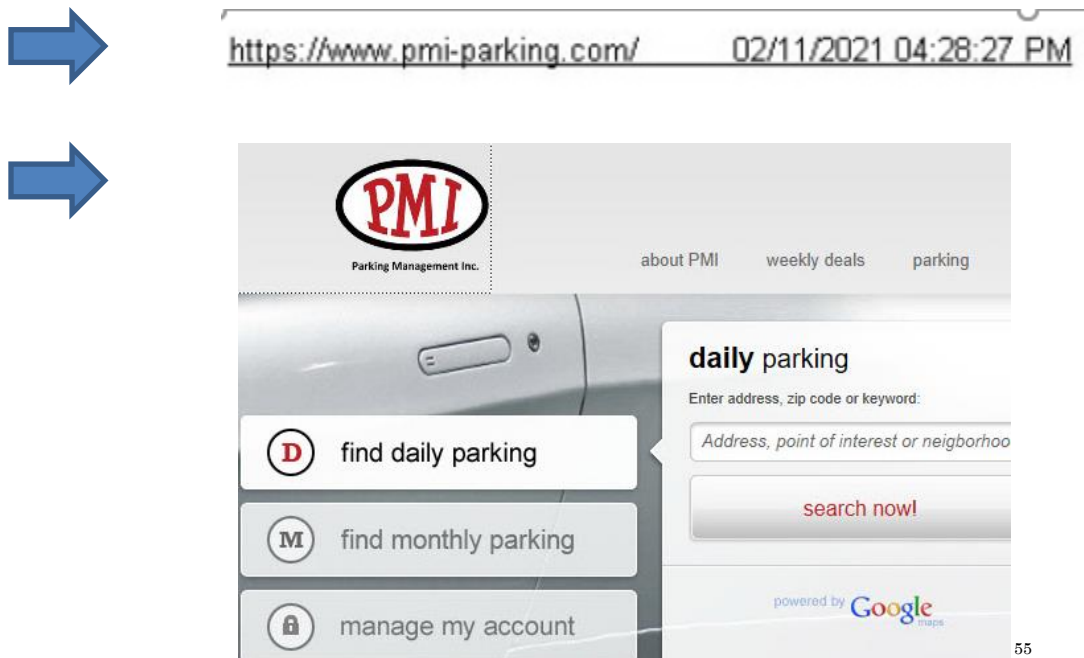 https://www.pmi-parking.com/ 02/11/2021 04:28:27 PM
PMI
Parking Management Inc.
about PMI weekly deals parking
daily parking
Enter address, zip code or keyword:
Address, point of interest or neigborhoo
D find daily parking
search now!
M find monthly parking
powered by Google
maps
manage my account
55